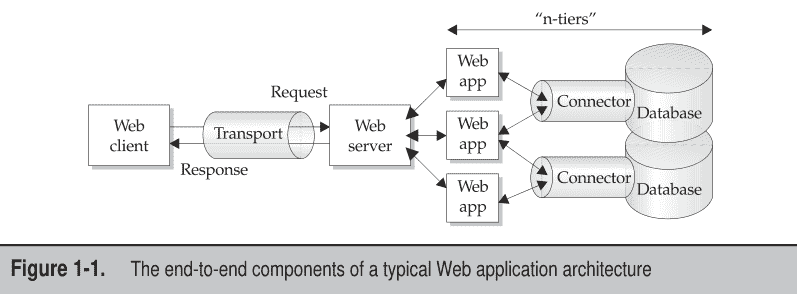 “n-tiers”
Web
app
Request
Connector
Database
Web
client
Transport
Web
server
Web
app
Response
Web
app
Connector
Database
Figure 1-1. The end-to-end components of a typical Web application architecture